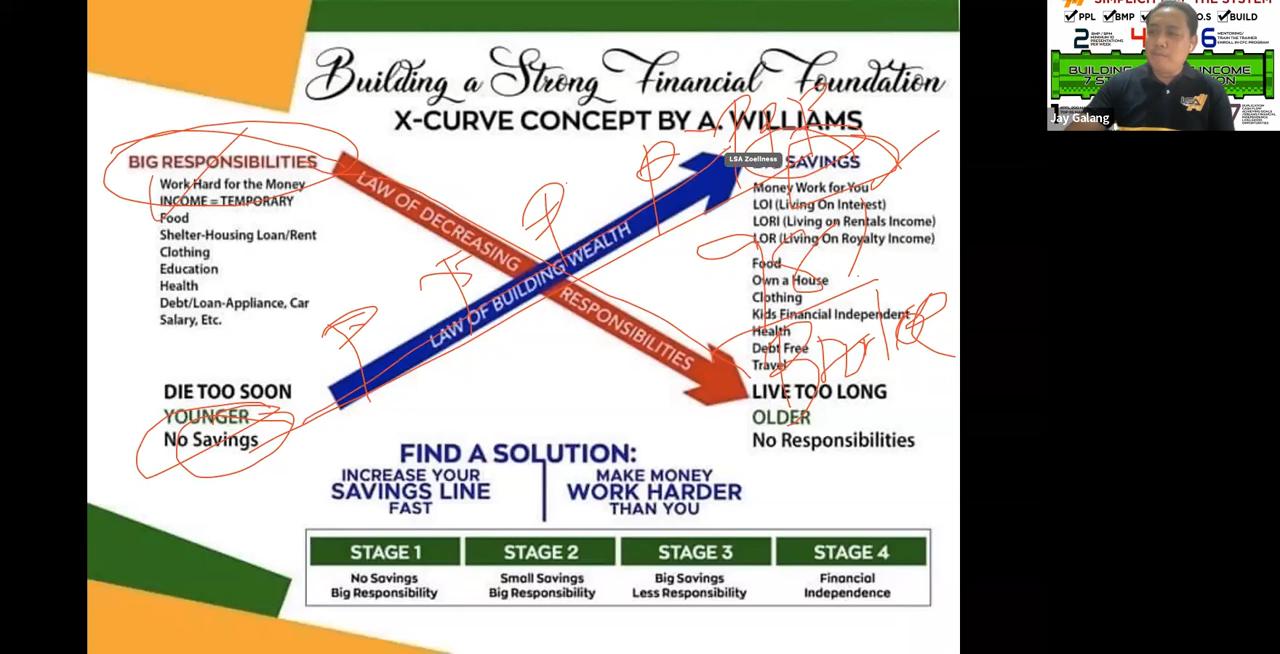 Building a Strong Financial Foundation
X-CURVE CONCEPT BY A. WILLIAMS
BIG RESPONSIBILITIES
Work Hard for the Money
INCOME = TEMPORARY
Food
Shelter-Housing Loan/Rent
Clothing
Education
Health
Debt/Loan-Appliance, Car
Salary, Etc.
DIE TOO SOON
YOUNGER
No Savings
LAW OF DECREASING RESPONSIBILITIES
LAW OF BUILDING WEALTH
LSA Zoellness
SAVINGS
Money Work for You
LOI (Living On Interest)
LORI (Living on Rentals Income)
LOR (Living On Royalty Income)
Food
Own a House
Clothing
Kids Financial Independent
Health
Debt Free
Travel
LIVE TOO LONG
OLDER
No Responsibilities
FIND A SOLUTION:
INCREASE YOUR
SAVINGS LINE
FAST
MAKE MONEY
WORK HARDER
THAN YOU
STAGE 1
No Savings
Big Responsibility
STAGE 2
Small Savings
Big Responsibility
STAGE 3
Big Savings
Less Responsibility
STAGE 4
Financial
Independence
PPL BMP BUILD
2
6
BUILDING
Jay Galang